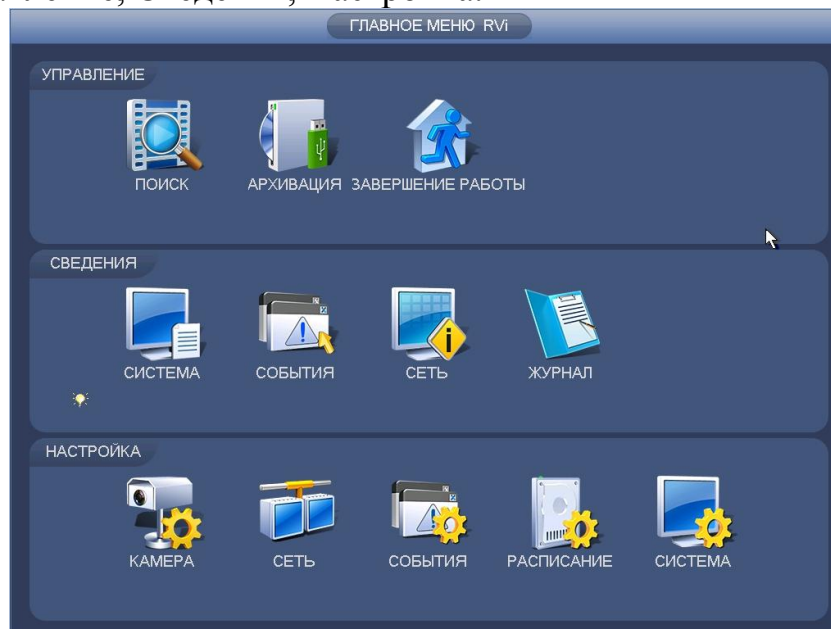 ГЛАВНОЕ МЕНЮ RVi
УПРАВЛЕНИЕ
ПОИСК АРХИВАЦИЯ ЗАВЕРШЕНИЕ РАБОТЫ
СВЕДЕНИЯ
СИСТЕМА СОБЫТИЯ СЕТЬ ЖУРНАЛ
НАСТРОЙКА
КАМЕРА СЕТЬ СОБЫТИЯ РАСПИСАНИЕ СИСТЕМА